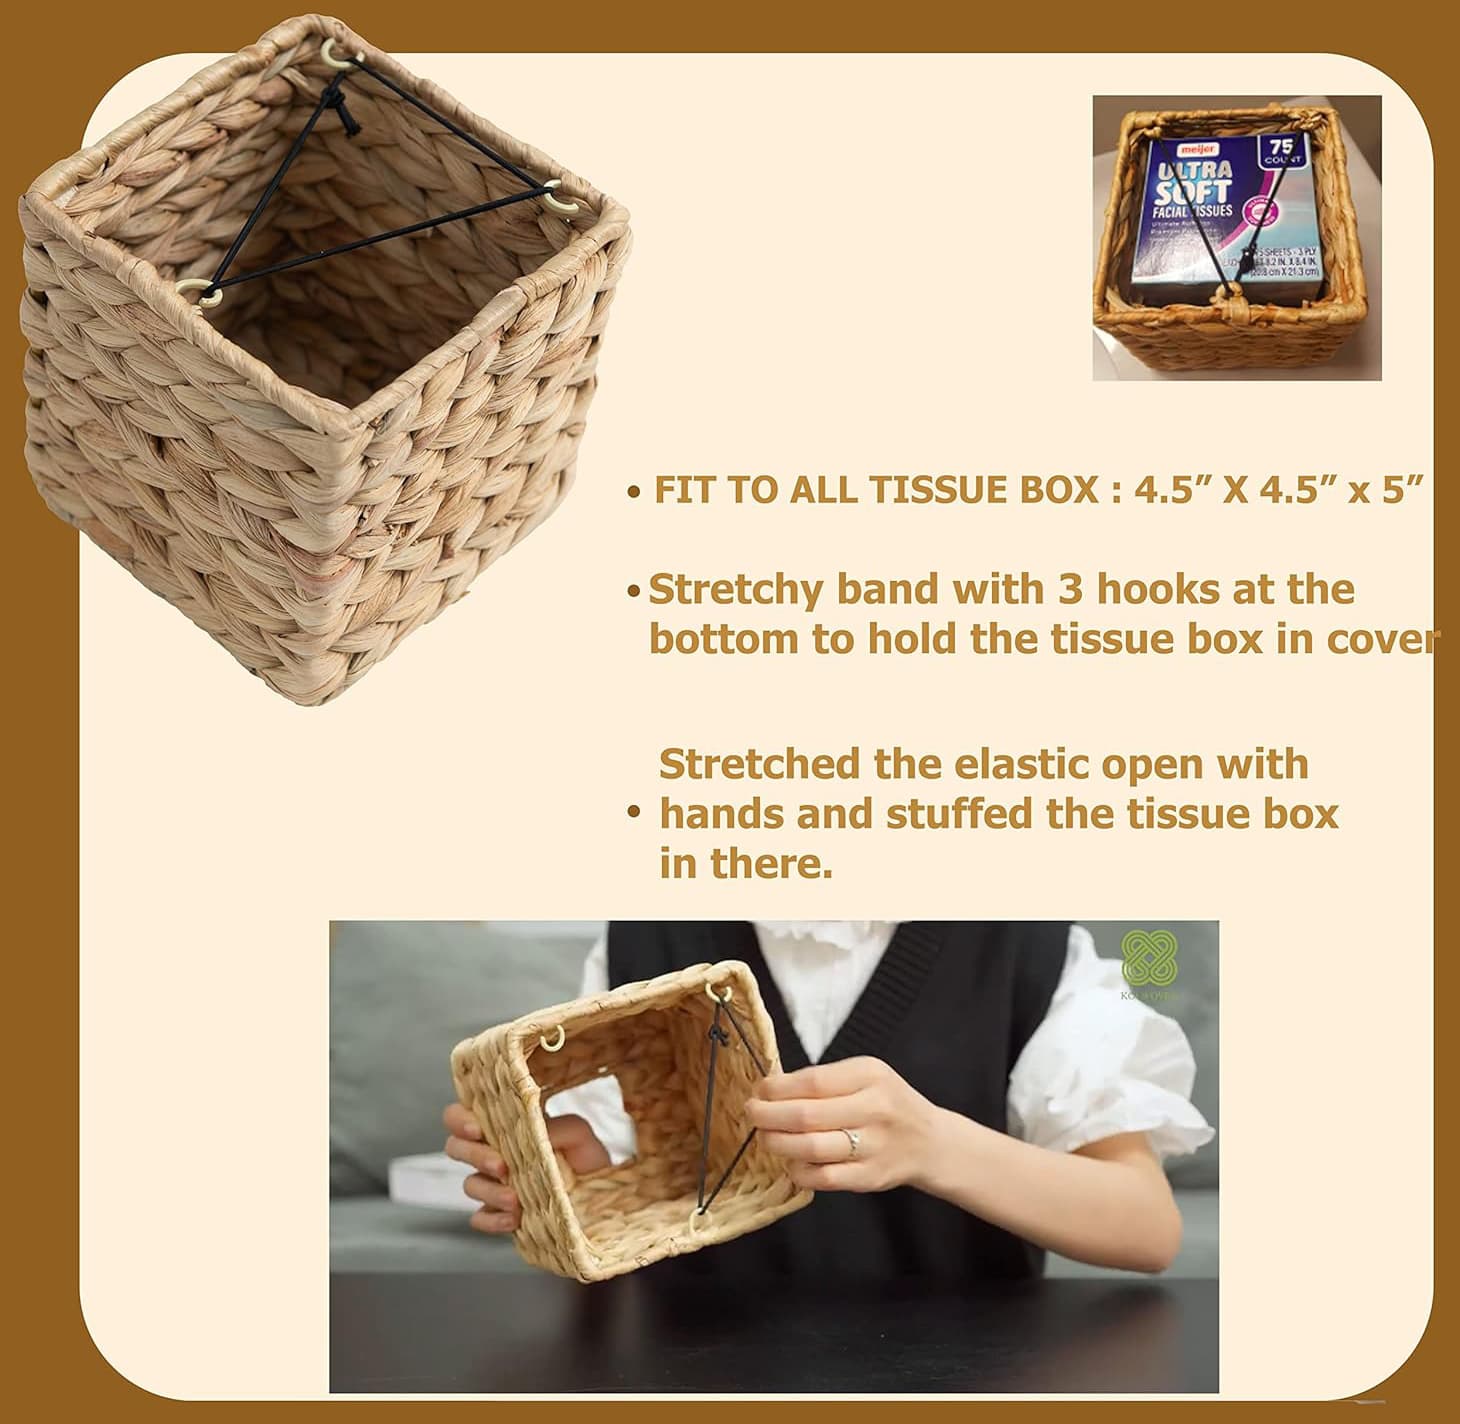 meijer
75
COUNT
ULTRA
SOFT
FACIAL TISSUES
• FIT TO ALL TISSUE BOX : 4.5” X 4.5” x 5”
• Stretchy band with 3 hooks at the
bottom to hold the tissue box in cover
Stretched the elastic open with
• hands and stuffed the tissue box
in there.